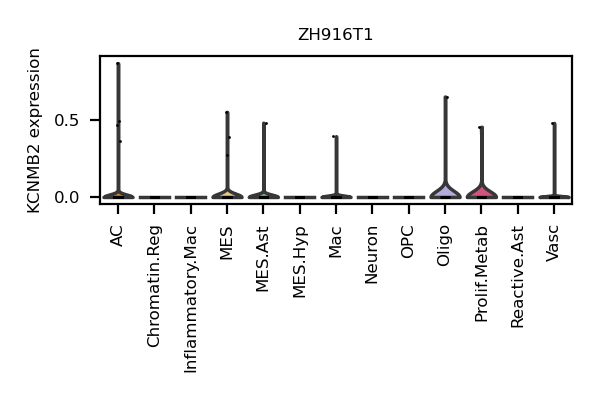 ZH916T1
KCNMB2 expression
0.5
0.0
AC
Chromatin.Reg
Inflammatory.Mac
MES
MES.Ast
MES.Hyp
Mac
Neuron
OPC
Oligo
Prolif.Metab
Reactive.Ast
Vasc